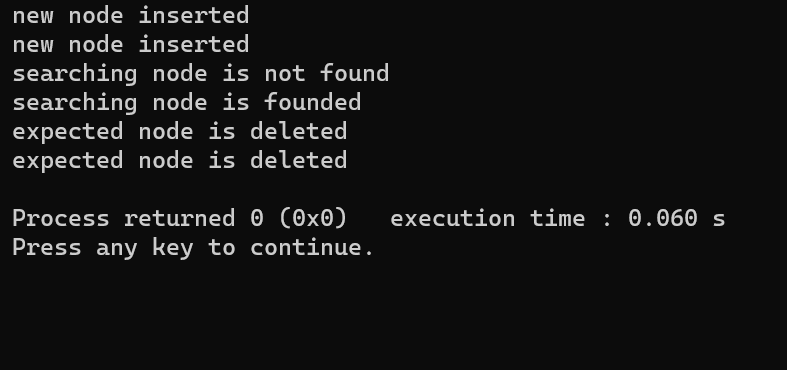 new node inserted
new node inserted
searching node is not found
searching node is founded
expected node is deleted
expected node is deleted
Process returned 0 (0x0)   execution time : 0.060 s
Press any key to continue.